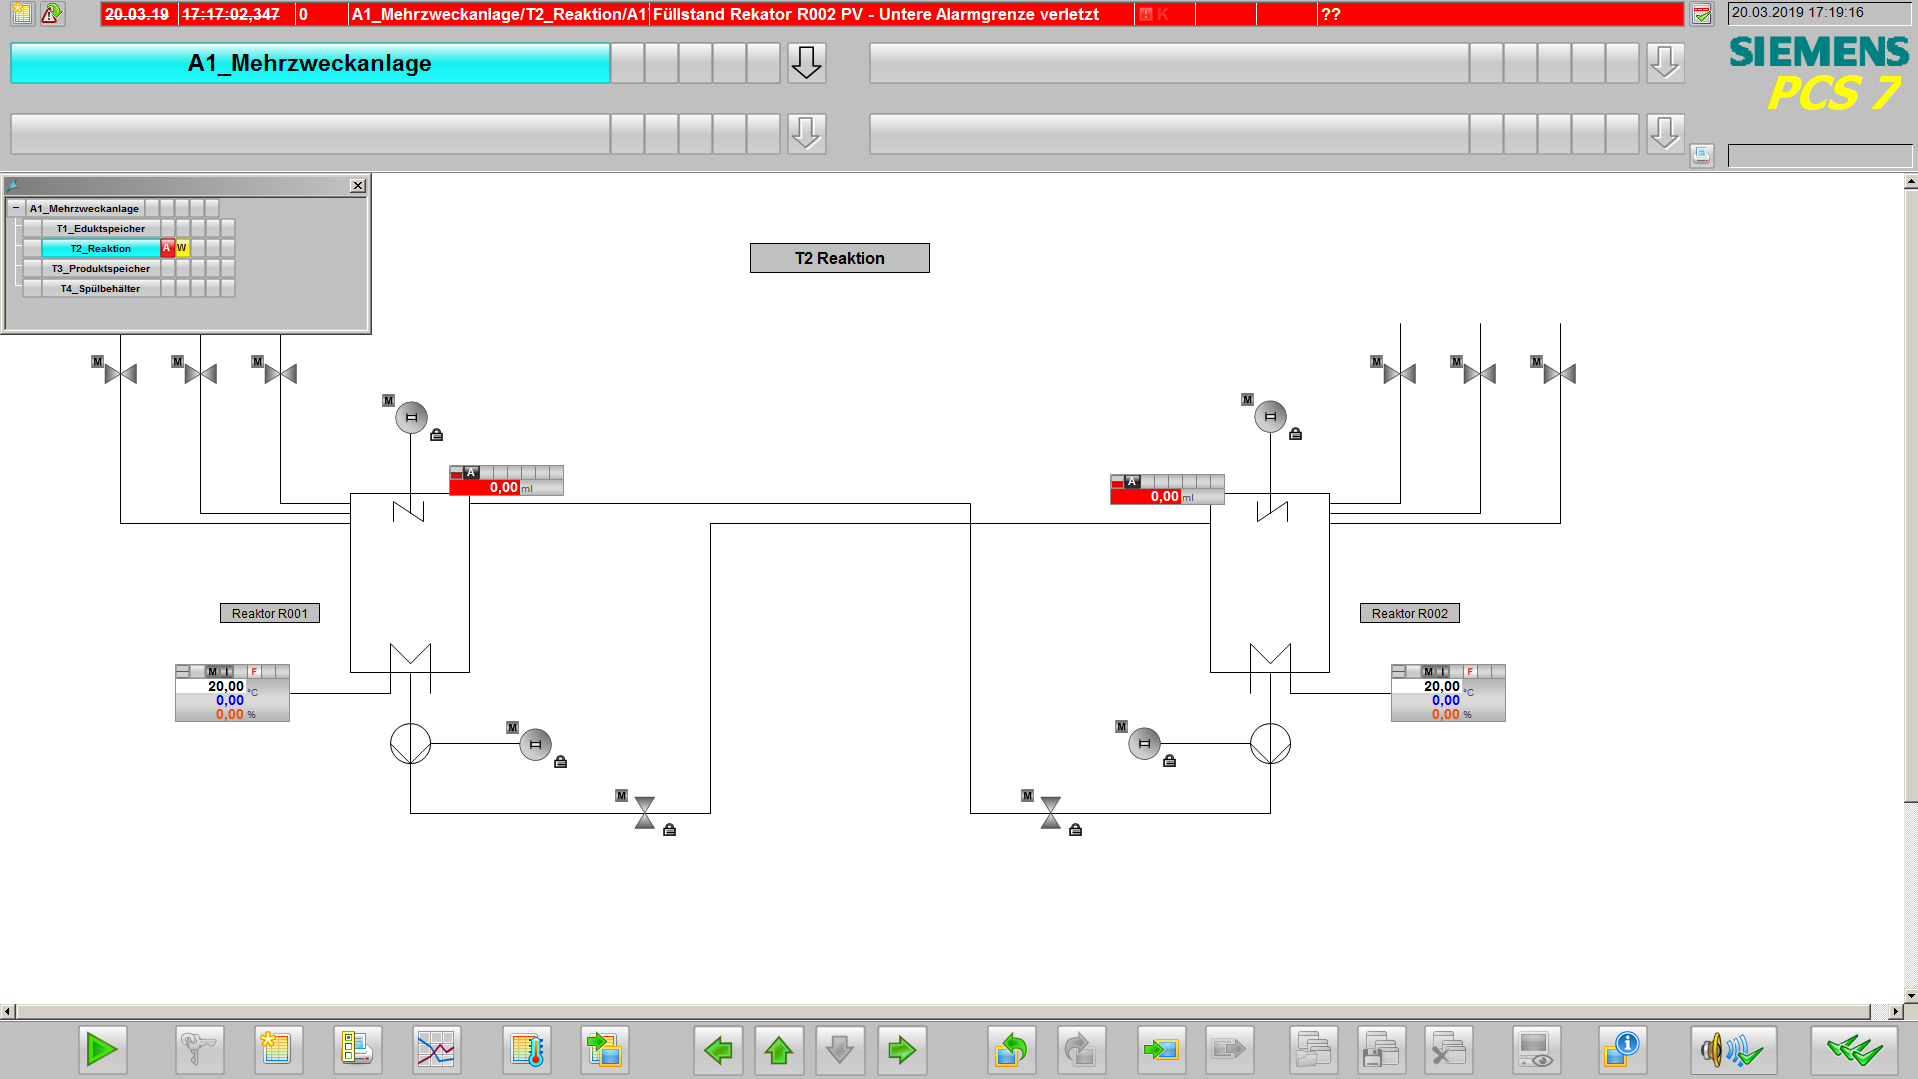 20.03.19 17:17:02,347 0 A1_Mehrzweckanlage/T2_Reaktion/A1 Füllstand Rekator R002 PV - Untere Alarmgrenze verletzt K ??
20.03.2019 17:19:16
A1_Mehrzweckanlage
SIEMENS
PCS 7
A1_Mehrzweckanlage
T1_Eduktspeicher
T2_Reaktion A W
T3_Produktspeicher
T4_Spülbehälter
T2 Reaktion
M M M
M M M
M
M
A
0,00 ml
A
0,00 ml
Reaktor R001
Reaktor R002
M I F
20,00 °C
0,00
0,00 %
M I F
20,00 °C
0,00
0,00 %
M
M
M
M